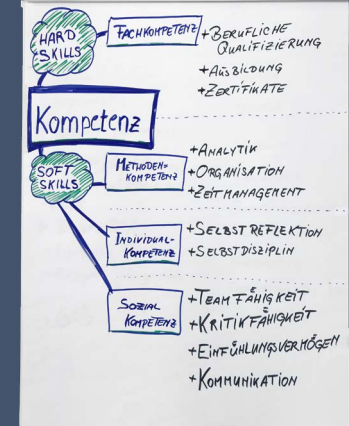 HARD
SKILLS
FACHKOMPETENZ
+BERUFLICHE
QUALIFIZIERUNG
+AUSBILDUNG
+ZERTIFIKATE
Kompetenz
SOFT
SKILLS
METHODEN-
KOMPETENZ
+ANALYTIK
+ORGANISATION
+ZEITMANAGEMENT
INDIVIDUAL-
KOMPETENZ
+SELBSTREFLEKTION
+SELBSTDISZIPLIN
SOZIAL
KOMPETENZ
+TEAMFÄHIGKEIT
+KRITIKFÄHIGKEIT
+EINFÜHLUNGSVERMÖGEN
+KOMMUNIKATION